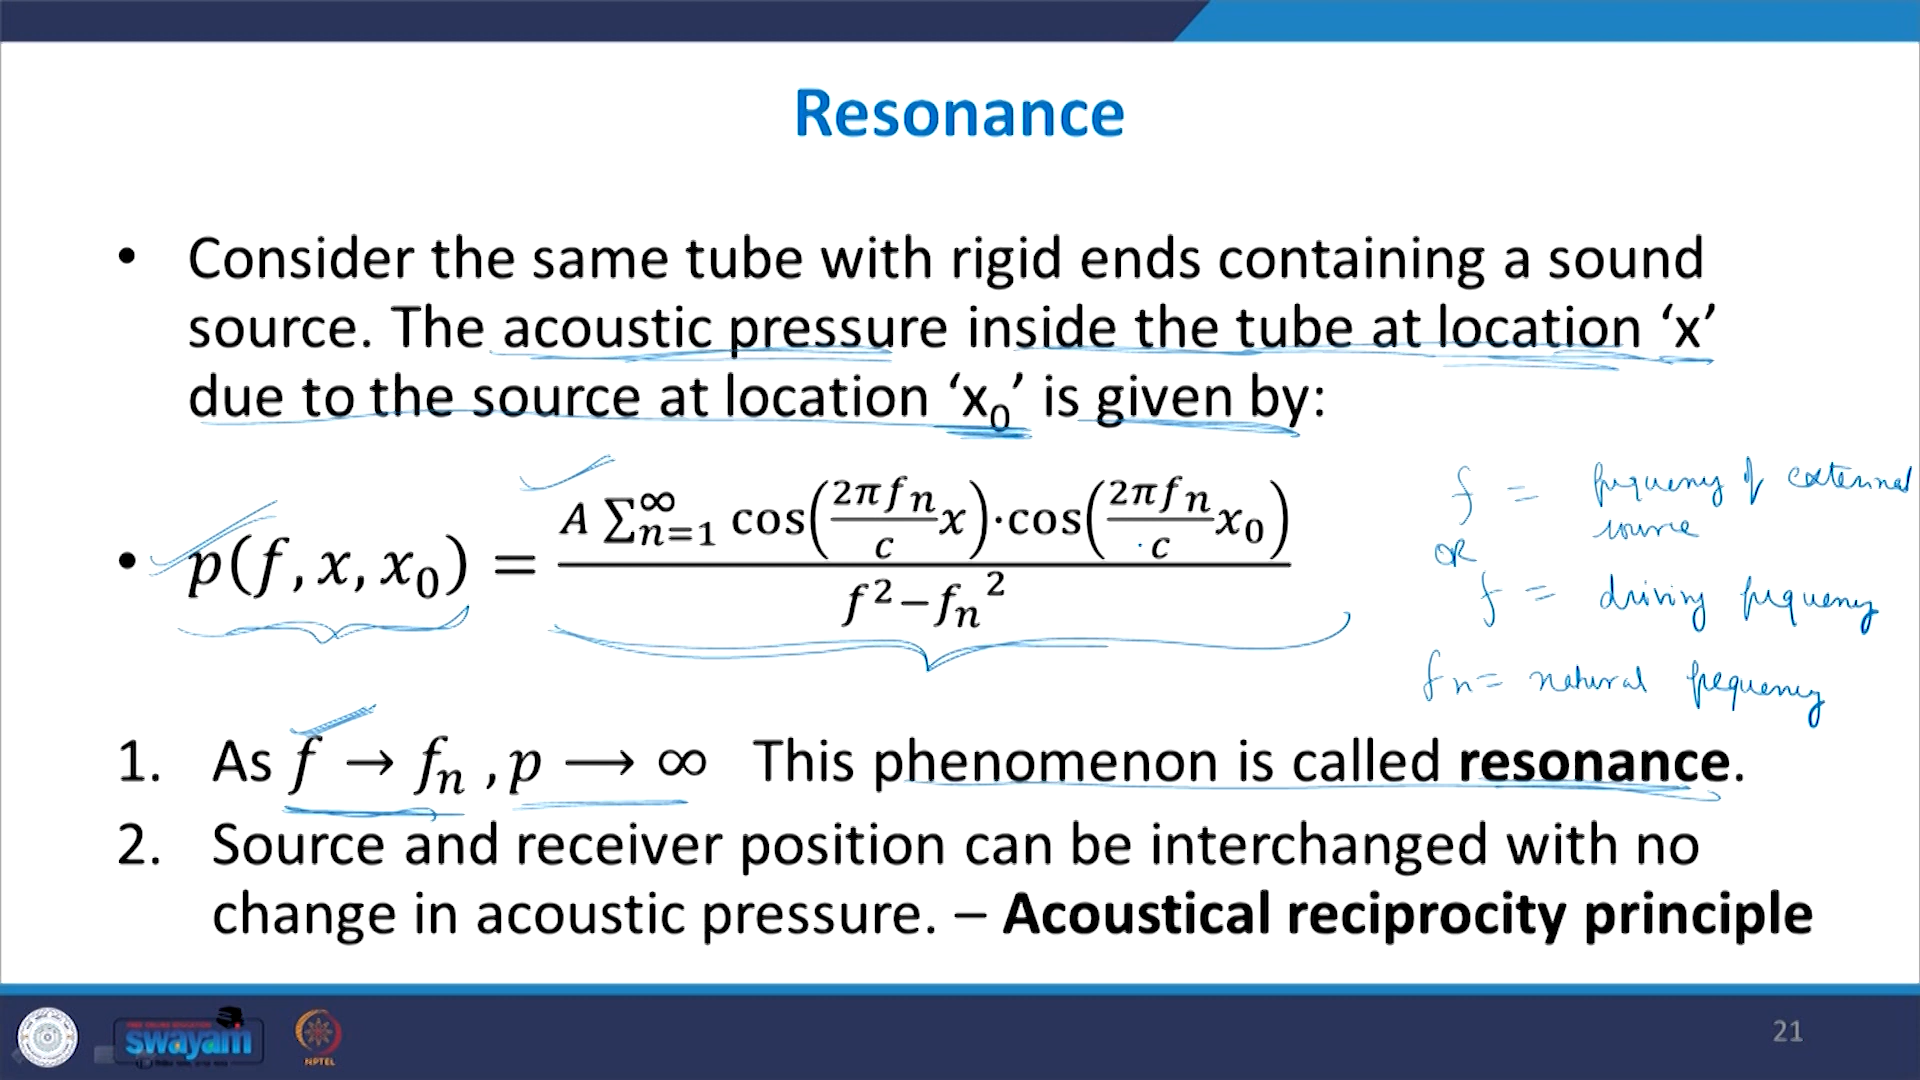 Resonance
• Consider the same tube with rigid ends containing a sound
source. The acoustic pressure inside the tube at location ‘x’
due to the source at location ‘x₀’ is given by:
• p(f, x, x₀) = A ∑ₙ₌₁^∞ cos(2πfₙ/c x)·cos(2πfₙ/c x₀) / f²−fₙ²
f = frequency of external
source
OR
f = driving frequency
fn = natural frequency
1. As f → fₙ , p ⟶ ∞ This phenomenon is called resonance.
2. Source and receiver position can be interchanged with no
change in acoustic pressure. – Acoustical reciprocity principle
swayam
NPTEL
21